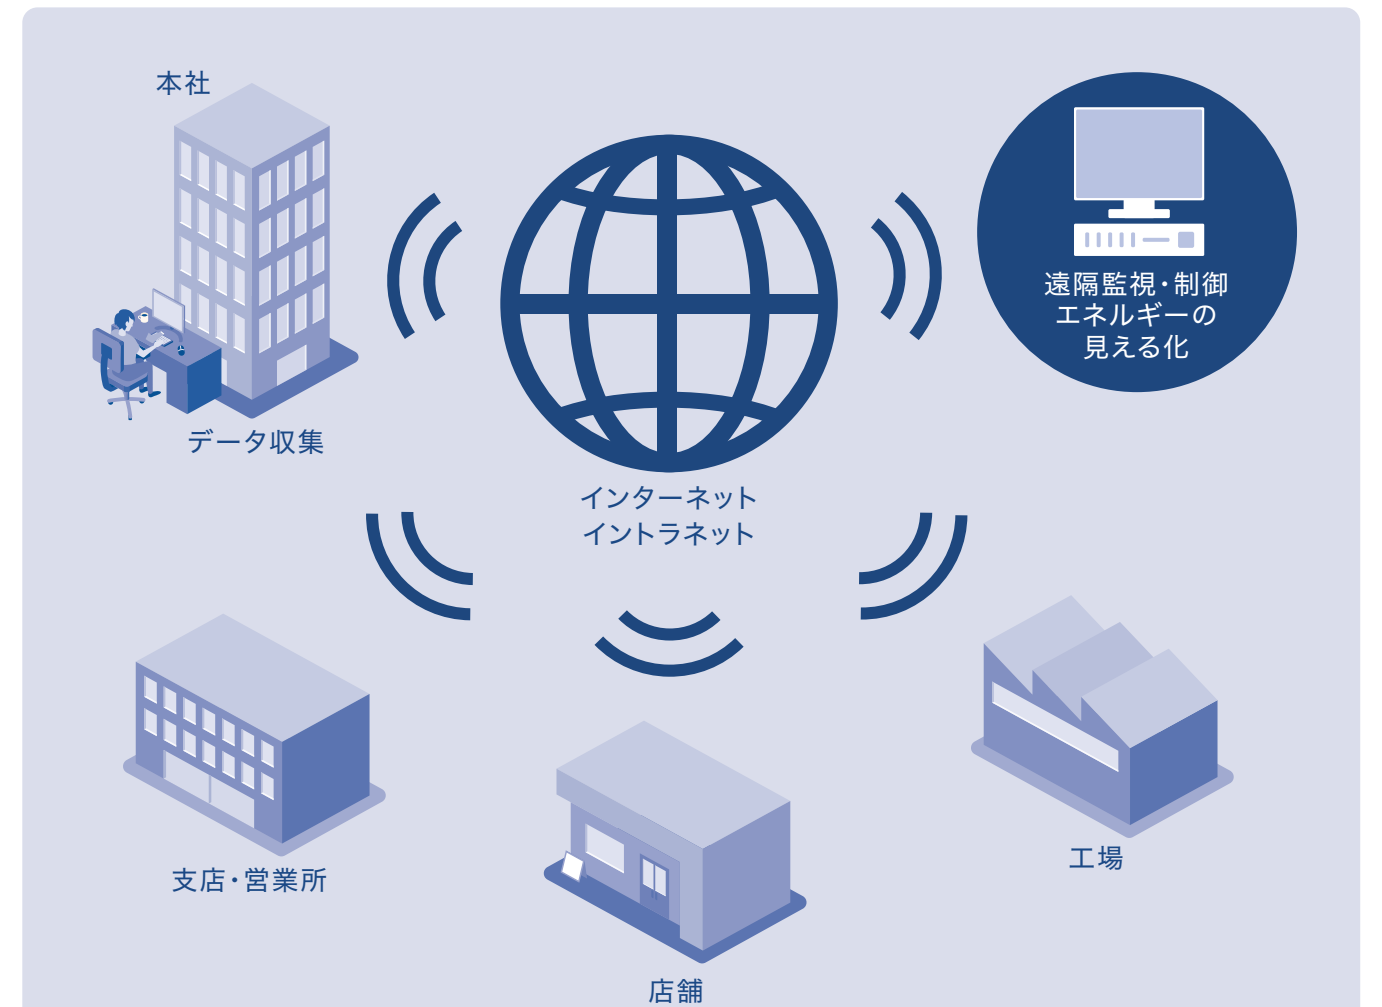 本社
データ収集
遠隔監視・制御
エネルギーの
見える化
インターネット
イントラネット
支店・営業所
店舗
工場